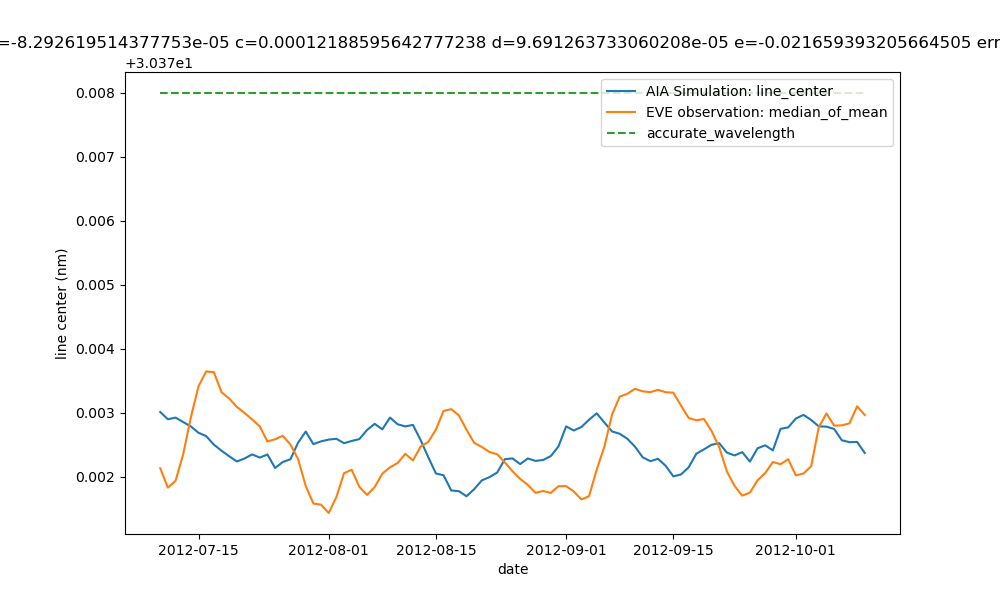 =-8.292619514377753e-05 c=0.00012188595642777238 d=9.691263733060208e-05 e=-0.021659393205664505 err
+3.037e1
0.008
0.007
0.006
0.005
0.004
0.003
0.002
line center (nm)
AIA Simulation: line_center
EVE observation: median_of_mean
accurate_wavelength
2012-07-15
2012-08-01
2012-08-15
2012-09-01
2012-09-15
2012-10-01
date